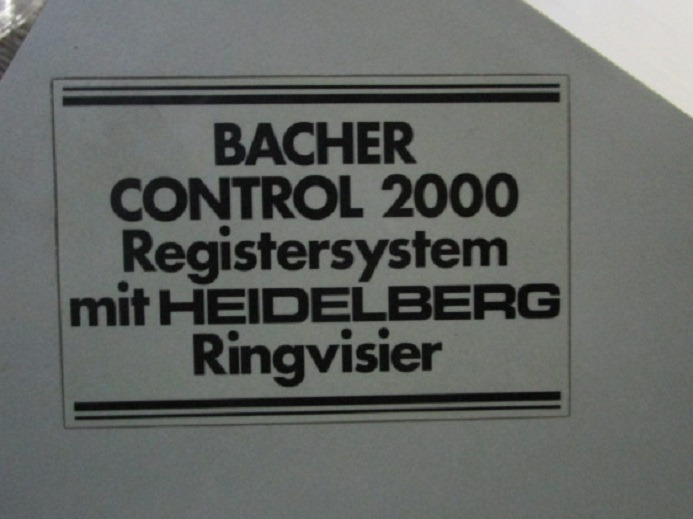 BACHER
CONTROL 2000
Registersystem
mit HEIDELBERG
Ringvisier